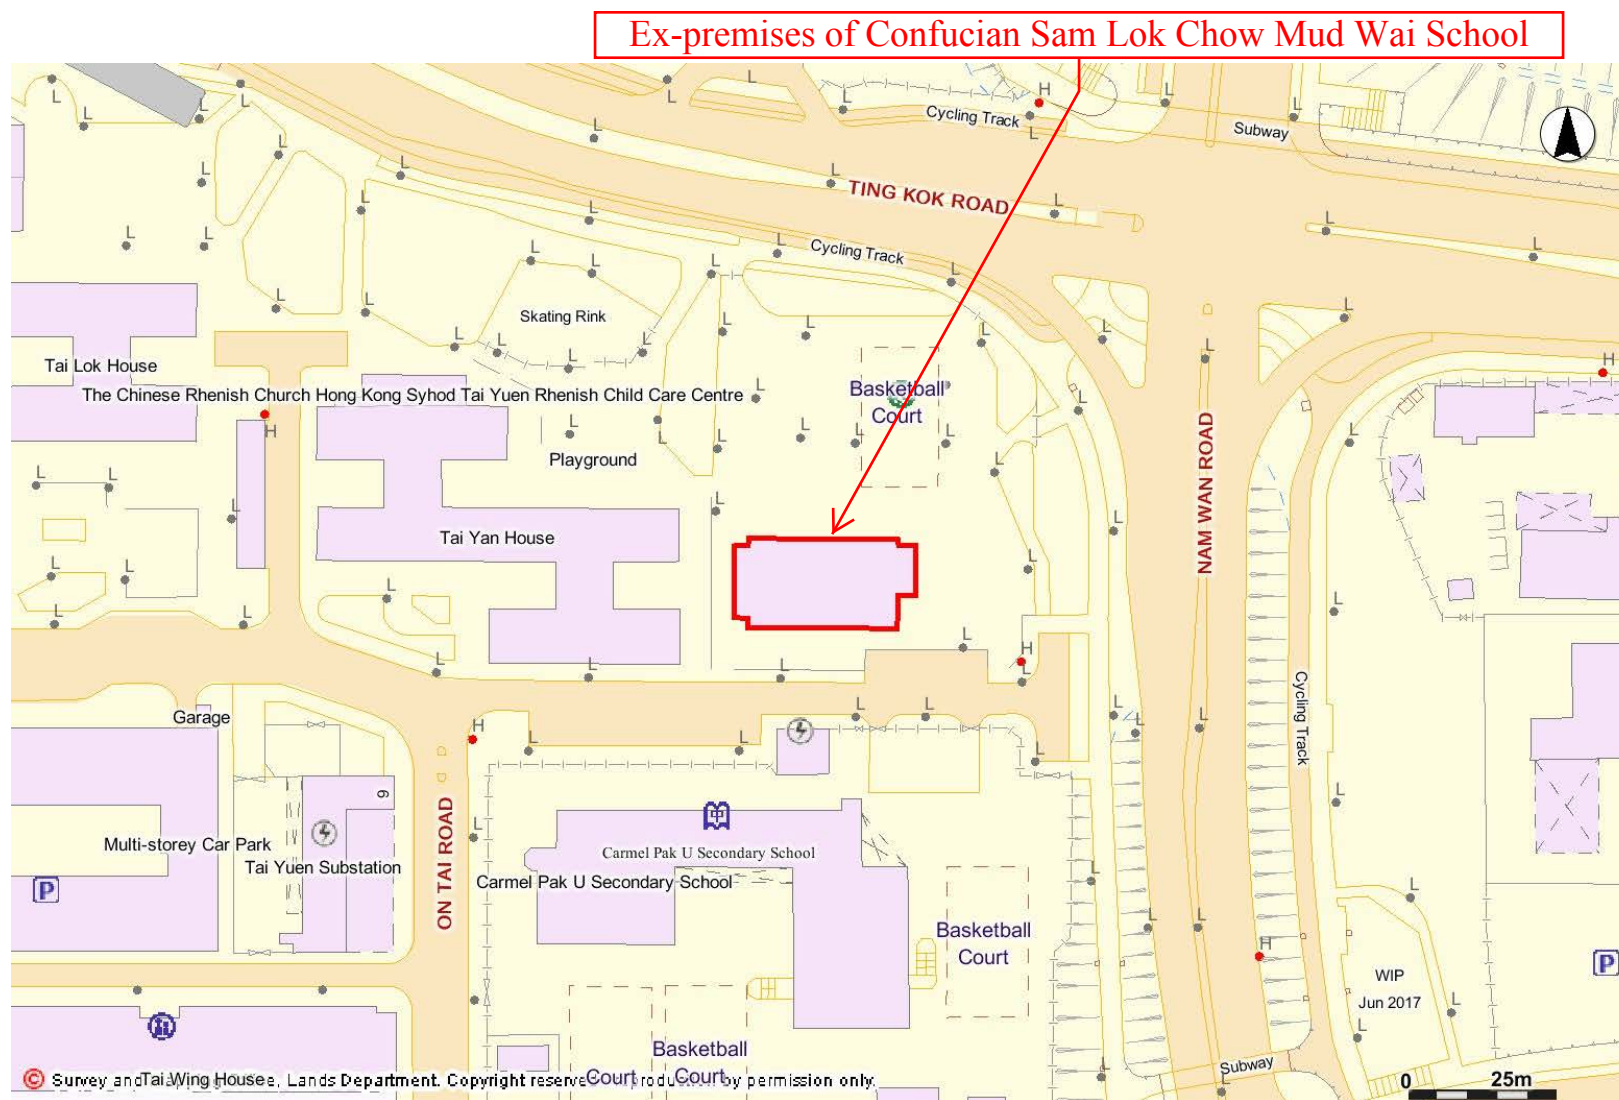 Ex-premises of Confucian Sam Lok Chow Mud Wai School
Cycling Track
Subway
TING KOK ROAD
Cycling Track
Skating Rink
Tai Lok House
The Chinese Rhenish Church Hong Kong Syhod Tai Yuen Rhenish Child Care Centre
Basketball
Court
Playground
NAM WAN ROAD
Tai Yan House
Garage
Cycling Track
6
Multi-storey Car Park
Tai Yuen Substation
ON TAI ROAD
中
Carmel Pak U Secondary School
Carmel Pak U Secondary School
P
Basketball
Court
P
WIP
Jun 2017
Basketball
Court
Court
Subway
Tai Wing House
© Survey and Lands Department. Copyright reserve by permission only.
0 25m
L
H